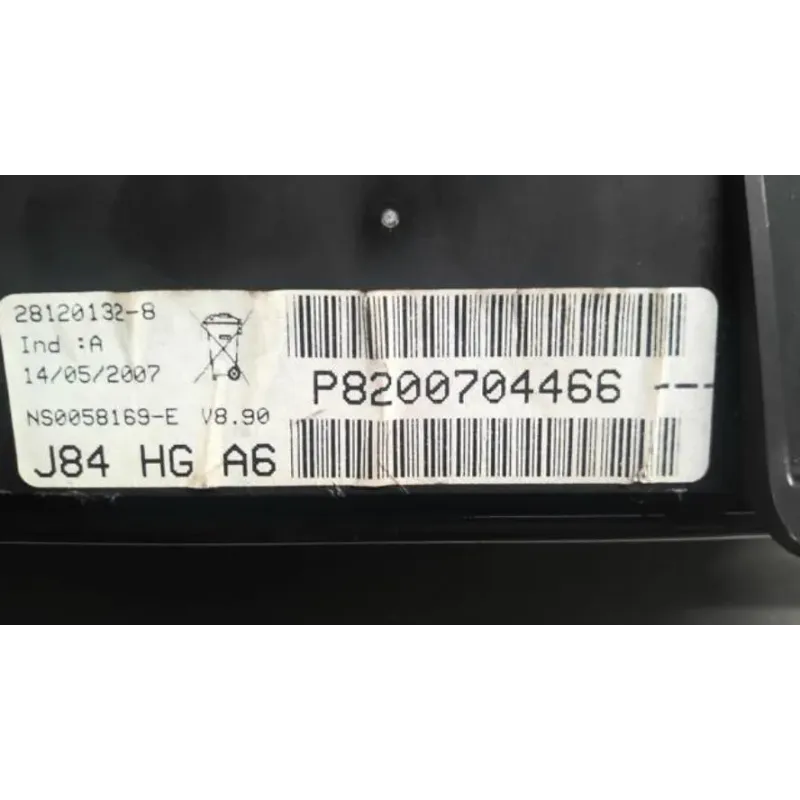 28120132-8
Ind :A
14/05/2007
NS0058169-E V8.90
J84 HG A6
P8200704466 ---